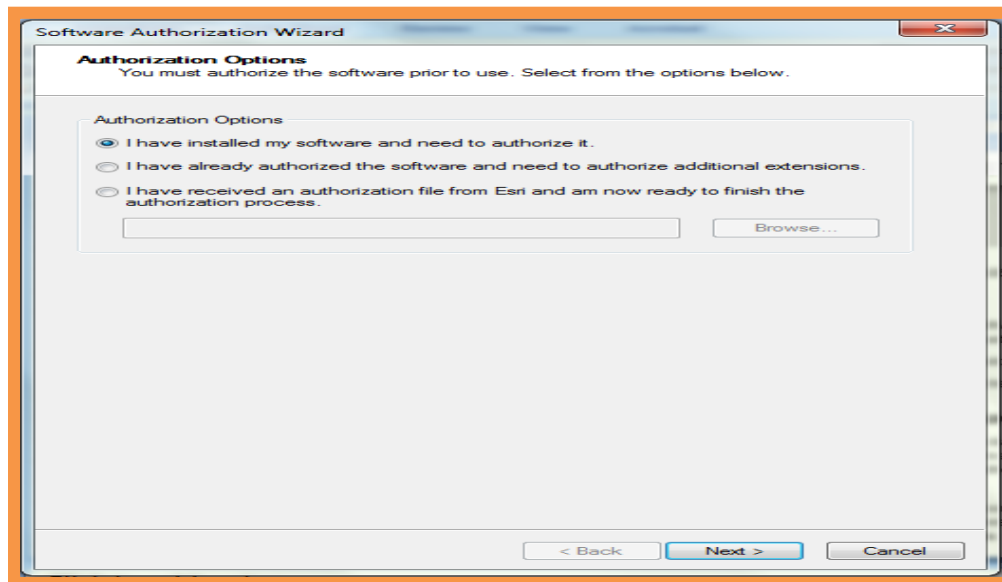 Software Authorization Wizard
Authorization Options
You must authorize the software prior to use. Select from the options below.
Authorization Options
I have installed my software and need to authorize it.
I have already authorized the software and need to authorize additional extensions.
I have received an authorization file from Esri and am now ready to finish the
authorization process.
Browse...
< Back Next > Cancel